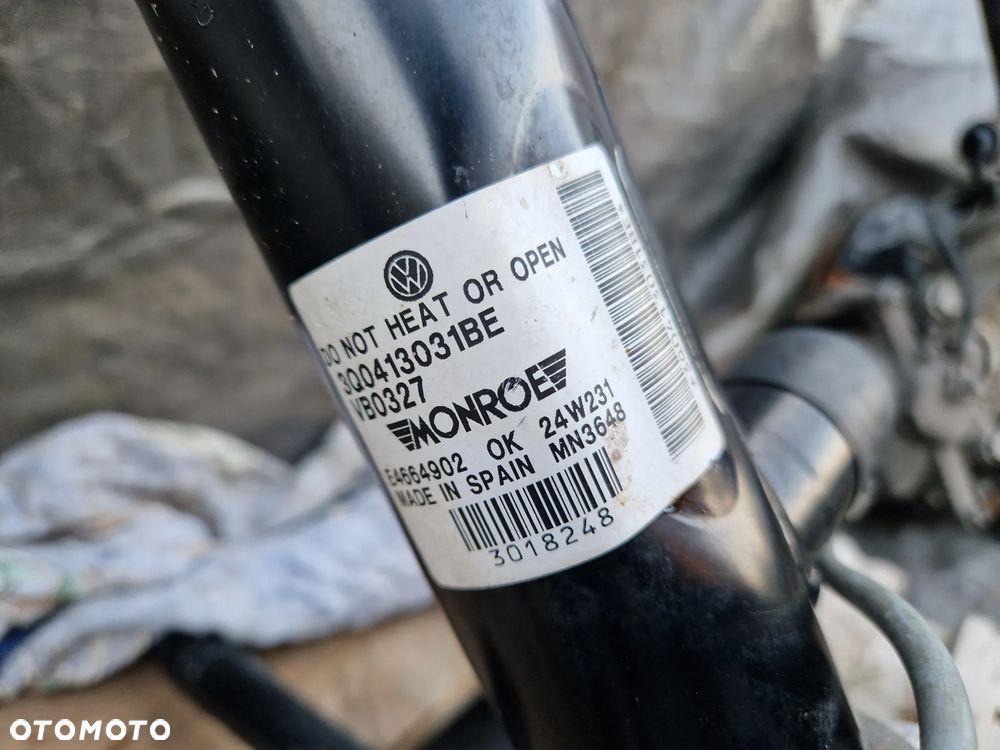 DO NOT HEAT OR OPEN
3Q0413031BE
VB0327
MONROE
E4664902 OK 24W231
MADE IN SPAIN MN3648
3018248
OTOMOTO